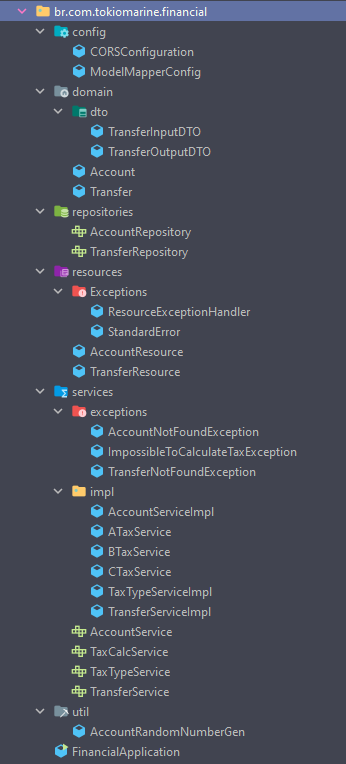 br.com.tokiomarine.financial
config
CORSConfiguration
ModelMapperConfig
domain
dto
TransferInputDTO
TransferOutputDTO
Account
Transfer
repositories
AccountRepository
TransferRepository
resources
Exceptions
ResourceExceptionHandler
StandardError
AccountResource
TransferResource
services
exceptions
AccountNotFoundException
ImpossibleToCalculateTaxException
TransferNotFoundException
impl
AccountServiceImpl
ATaxService
BTaxService
CTaxService
TaxTypeServiceImpl
TransferServiceImpl
AccountService
TaxCalcService
TaxTypeService
TransferService
util
AccountRandomNumberGen
FinancialApplication